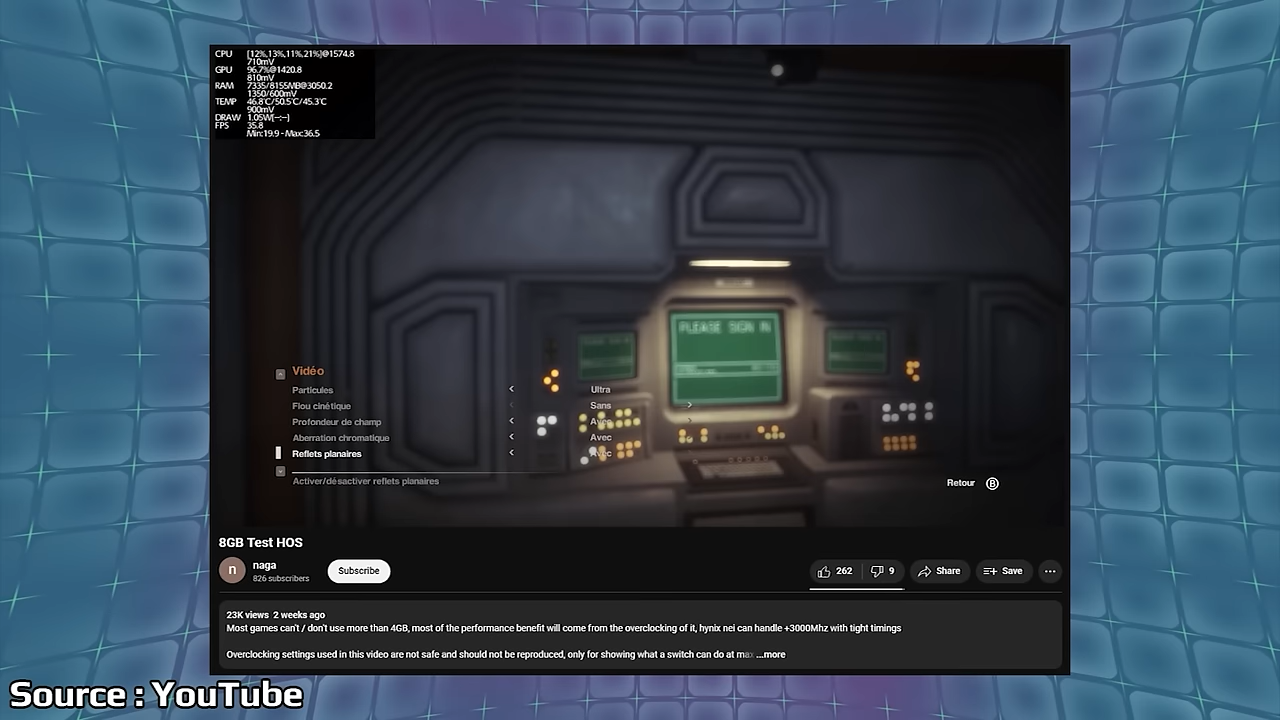 CPU [12%,13%,11%,21%]@1574.8
710mV
GPU 96.7%@1420.8
810mV
RAM 7335/8155MB@3050.2
1350/600mV
TEMP 46.8°C/50.5°C/45.3°C
900mV
DRAW 1.05W[--:--]
FPS 35.8
Min:19.9 - Max:36.5
PLEASE SIGN IN
Vidéo
Particules < Ultra
Flou cinétique < Sans >
Profondeur de champ < Avec >
Aberration chromatique < Avec
Reflets planaires < Avec
Activer/désactiver reflets planaires
Retour B
8GB Test HOS
n naga
826 subscribers
Subscribe
262 9 Share Save ...
23K views 2 weeks ago
Most games can't / don't use more than 4GB, most of the performance benefit will come from the overclocking of it, hynix nei can handle +3000Mhz with tight timings
Overclocking settings used in this video are not safe and should not be reproduced, only for showing what a switch can do at max ...more
Source : YouTube